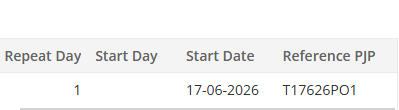 Repeat Day Start Day Start Date Reference PJP
1 17-06-2026 T17626PO1